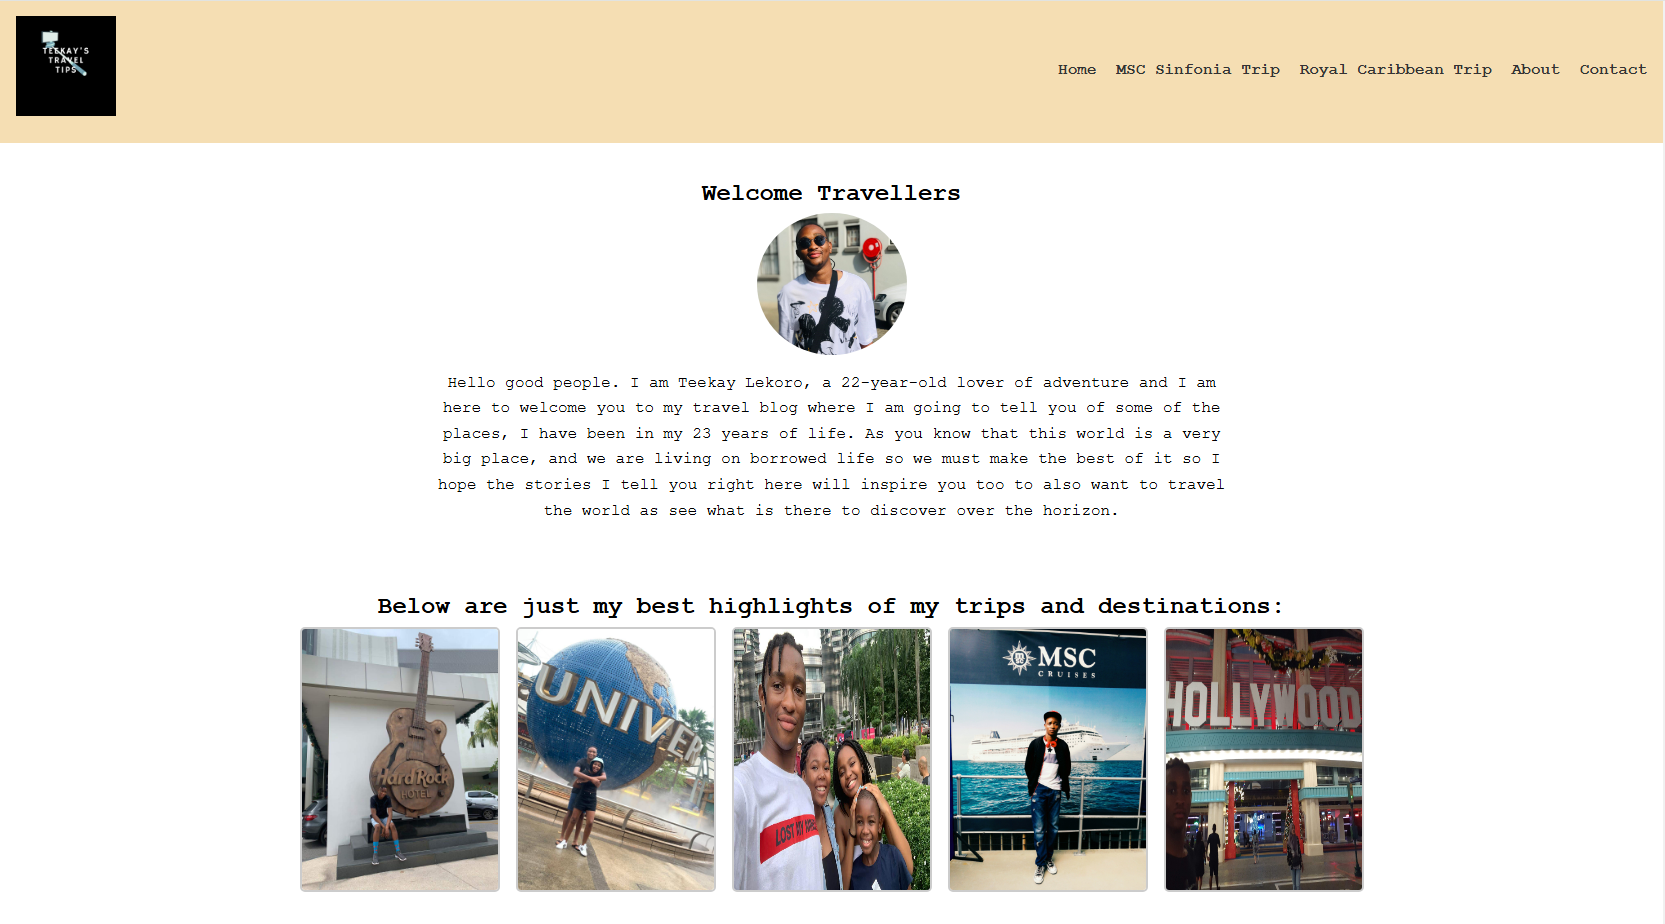 TEEKAY'S
TRAVEL
TIPS
Home MSC Sinfonia Trip Royal Caribbean Trip About Contact
Welcome Travellers
Hello good people. I am Teekay Lekoro, a 22-year-old lover of adventure and I am
here to welcome you to my travel blog where I am going to tell you of some of the
places, I have been in my 23 years of life. As you know that this world is a very
big place, and we are living on borrowed life so we must make the best of it so I
hope the stories I tell you right here will inspire you too to also want to travel
the world as see what is there to discover over the horizon.
Below are just my best highlights of my trips and destinations:
Hard Rock
HOTEL
UNIVER
LOST
MSC
CRUISES
HOLLYWOOD